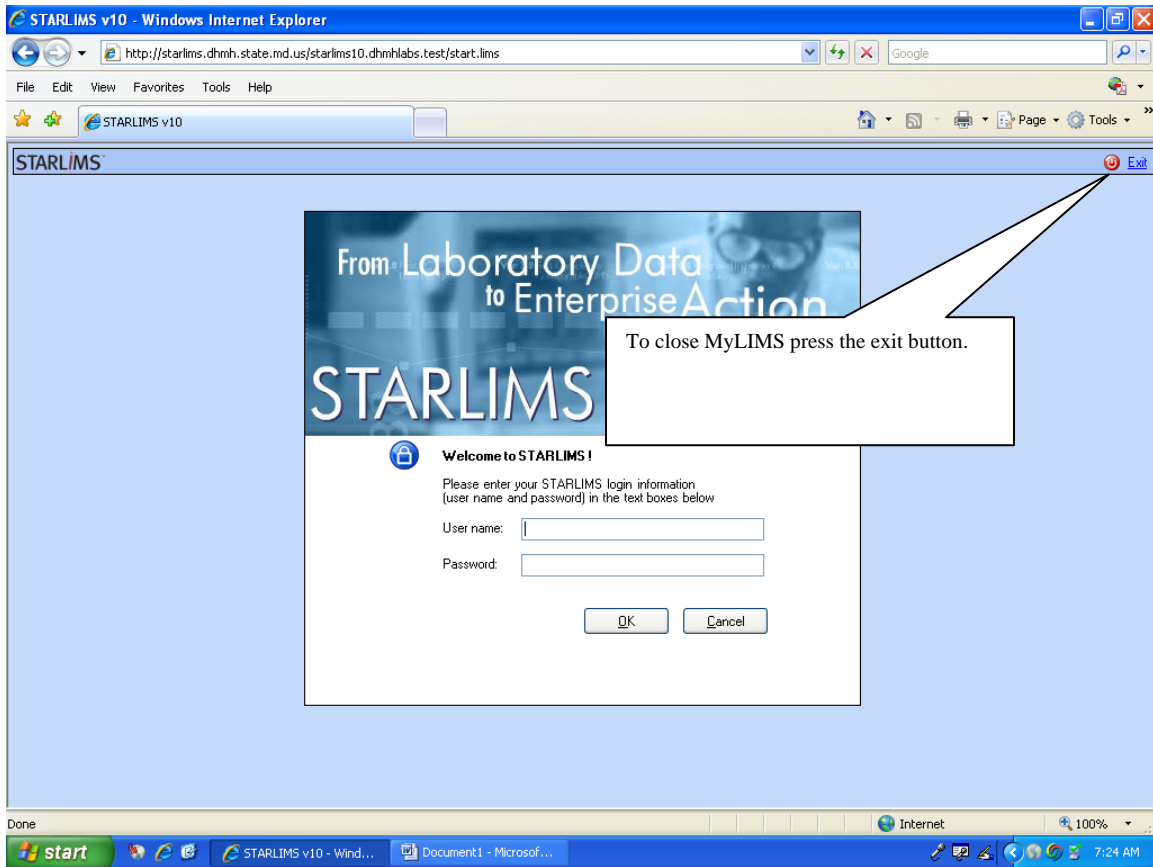 STARLIMS v10 - Windows Internet Explorer
http://starlims.dhmh.state.md.us/starlims10.dhmhlabs.test/start.lims
Google
File Edit View Favorites Tools Help
STARLIMS v10
Page Tools
STARLIMS
Exit
From Laboratory Data
to Enterprise Action
STARLIMS
To close MyLIMS press the exit button.
Welcome to STARLIMS !
Please enter your STARLIMS login information
(user name and password) in the text boxes below
User name:
Password:
OK Cancel
Done Internet 100%
start STARLIMS v10 - Wind... Document1 - Microsof... 7:24 AM